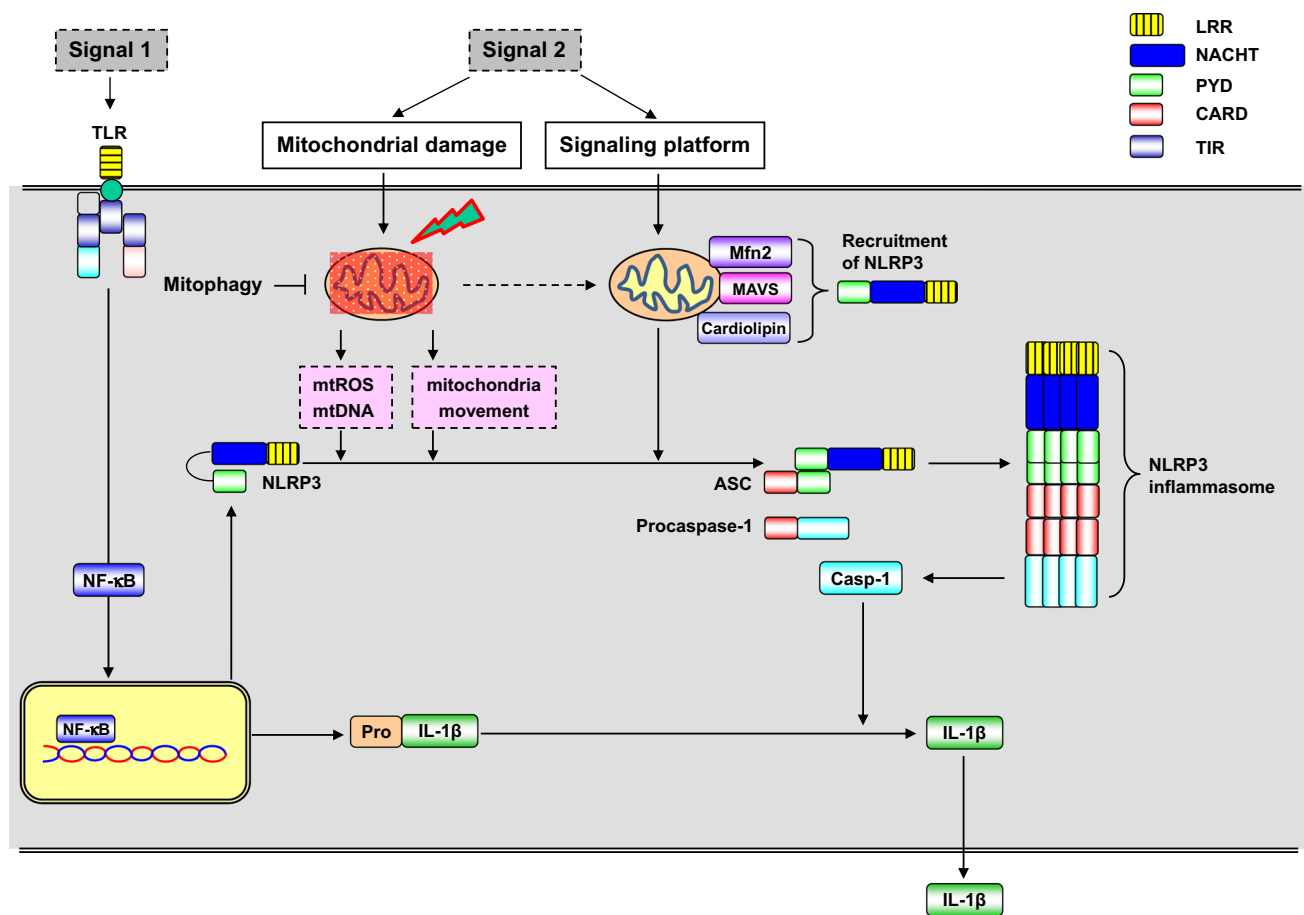 Signal 1
Signal 2
LRR
NACHT
PYD
CARD
TIR
TLR
Mitochondrial damage
Signaling platform
Mitophagy
Mfn2
MAVS
Cardiolipin
Recruitment
of NLRP3
mtROS
mtDNA
mitochondria
movement
NLRP3
ASC
Procaspase-1
NLRP3
inflammasome
Casp-1
NF-κB
NF-κB
Pro
IL-1β
IL-1β
IL-1β